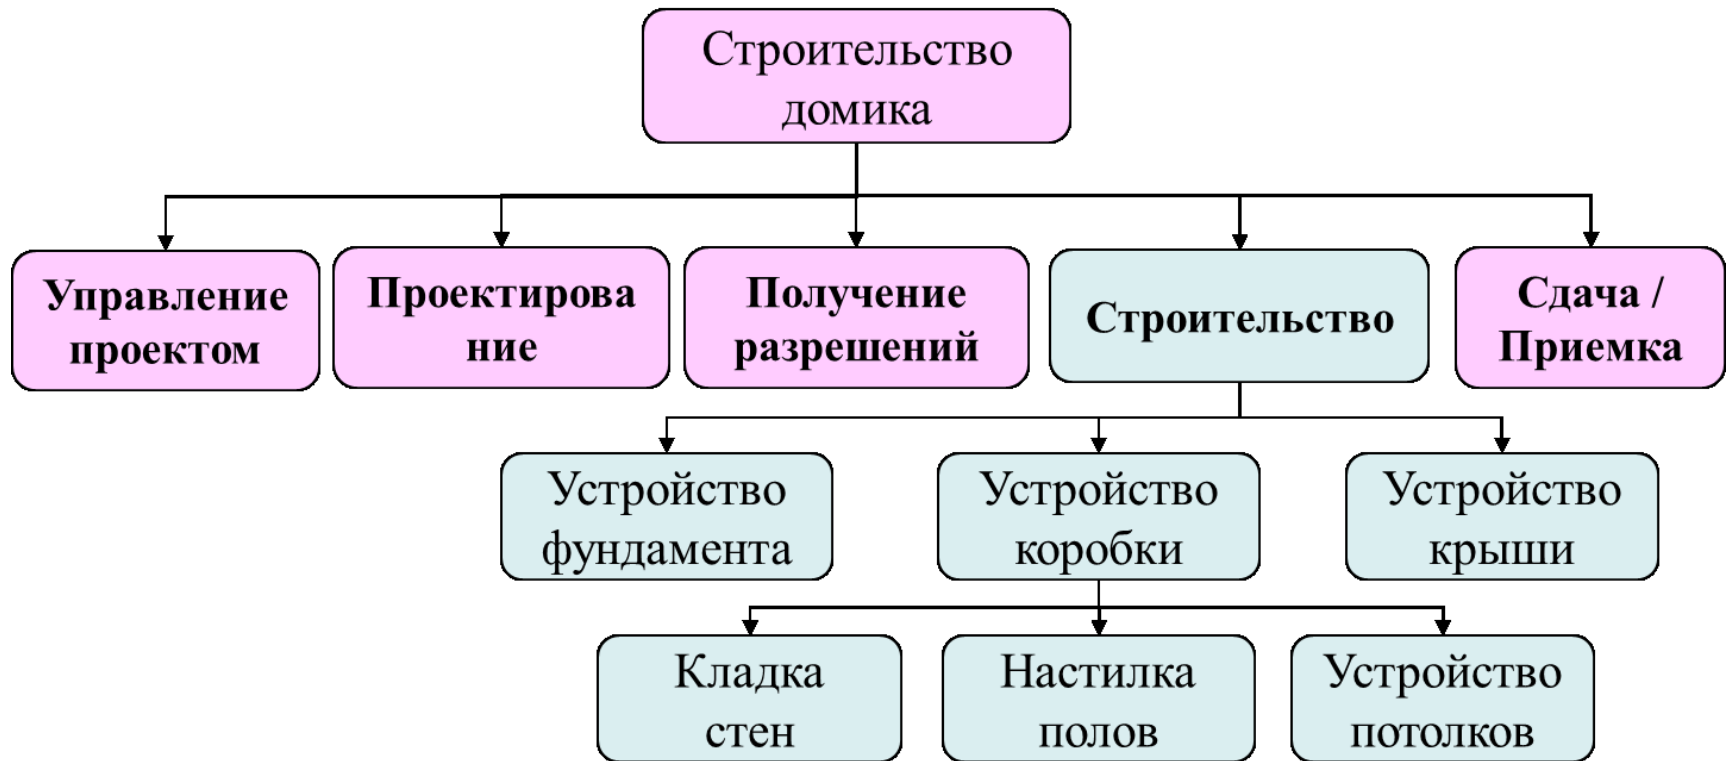 Строительство
домика
Управление
проектом
Проектирова
ние
Получение
разрешений
Строительство
Сдача /
Приемка
Устройство
фундамента
Устройство
коробки
Устройство
крыши
Кладка
стен
Настилка
полов
Устройство
потолков